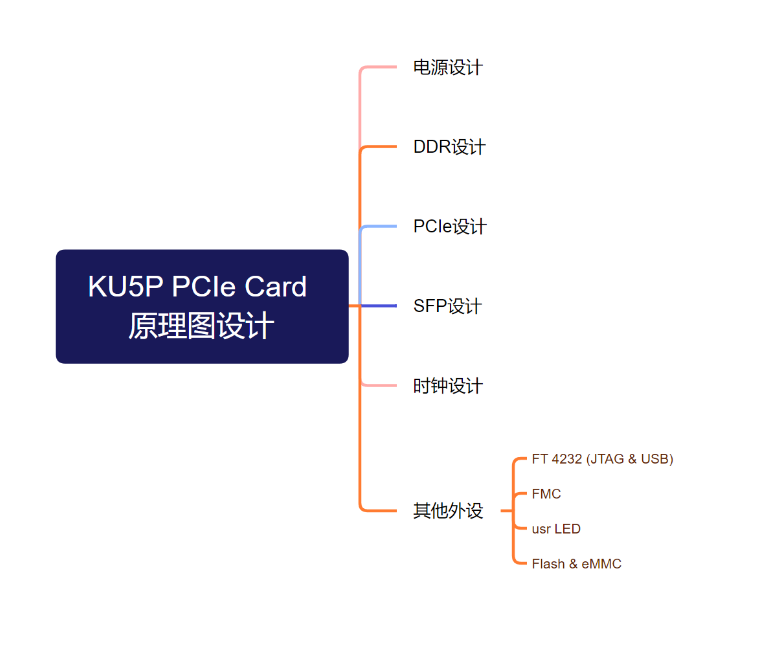 KU5P PCIe Card
原理图设计
电源设计
DDR设计
PCIe设计
SFP设计
时钟设计
其他外设
FT 4232 (JTAG & USB)
FMC
usr LED
Flash & eMMC